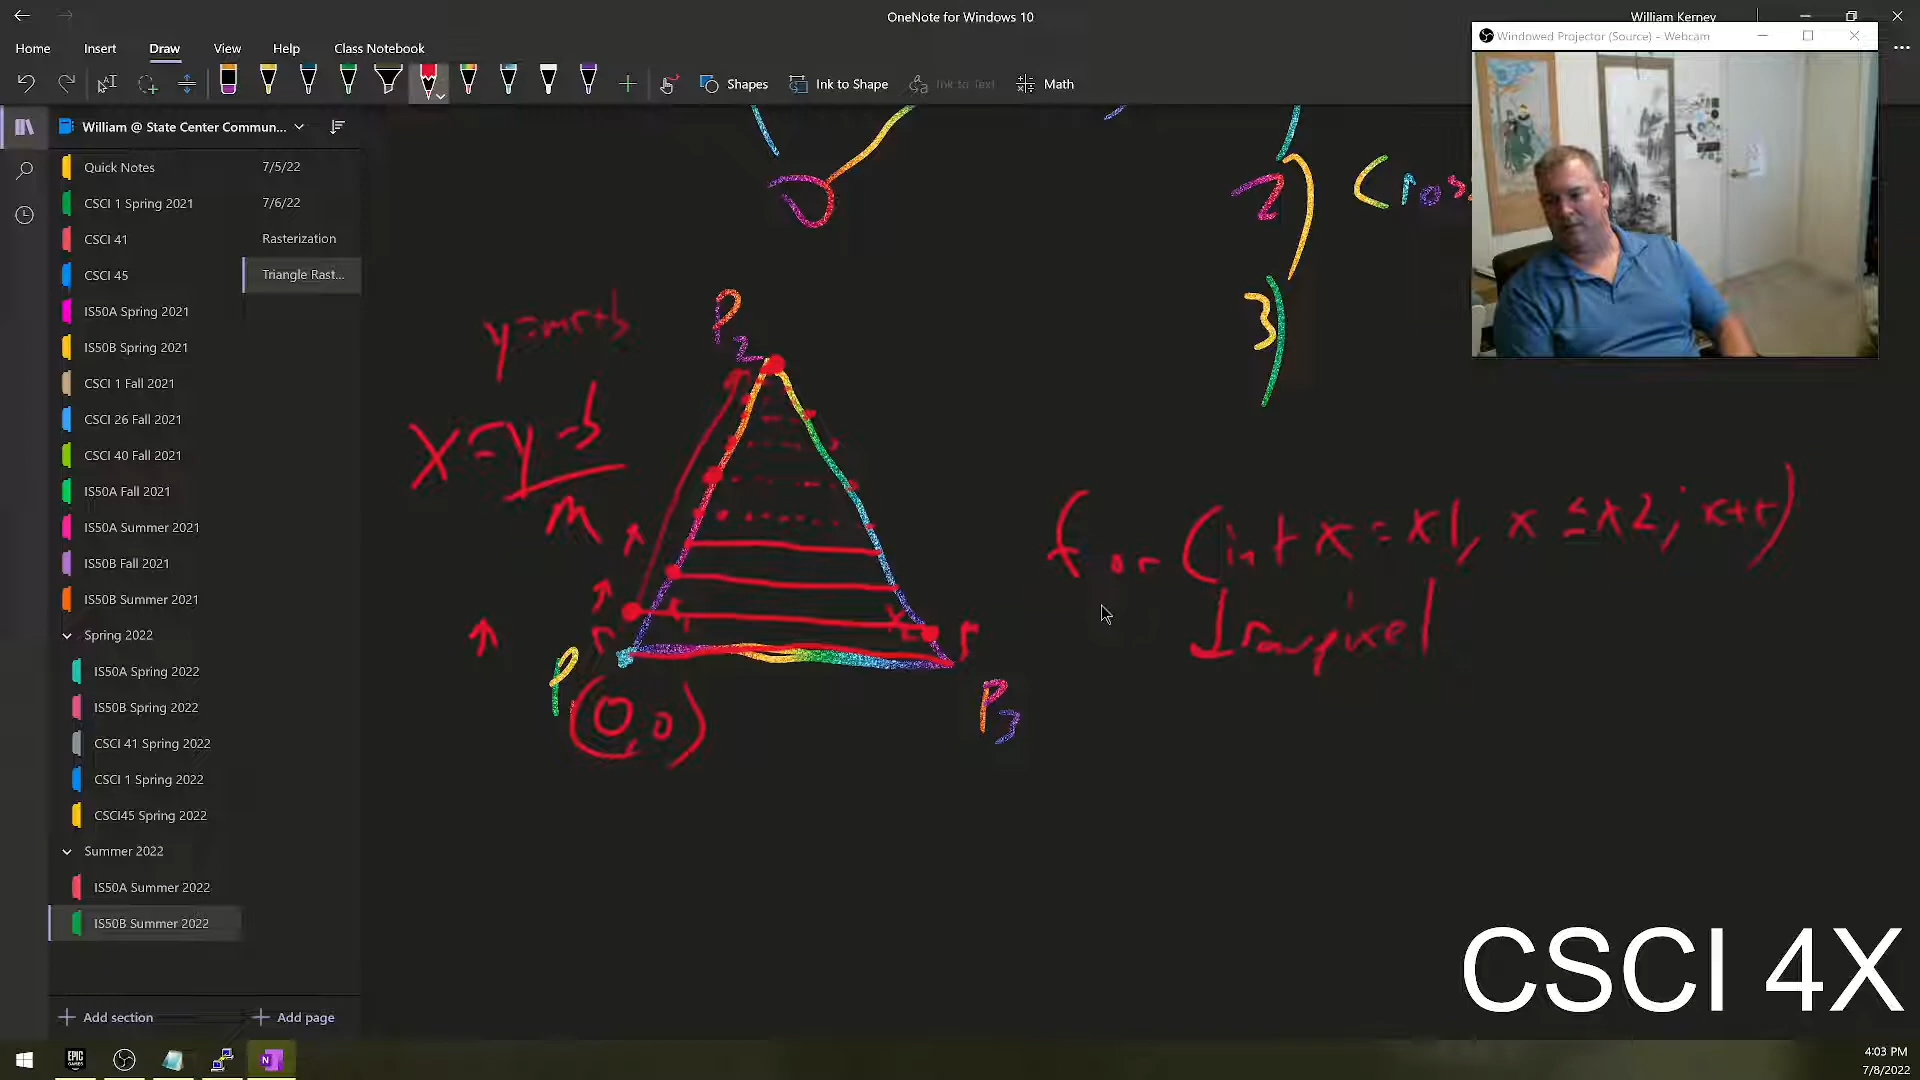 OneNote for Windows 10
William Kerney
Home Insert Draw View Help Class Notebook
Windowed Projector (Source) - Webcam
Shapes Ink to Shape Ink to Text Math
William @ State Center Commun...
Quick Notes
CSCI 1 Spring 2021
CSCI 41
CSCI 45
IS50A Spring 2021
IS50B Spring 2021
CSCI 1 Fall 2021
CSCI 26 Fall 2021
CSCI 40 Fall 2021
IS50A Fall 2021
IS50A Summer 2021
IS50B Fall 2021
IS50B Summer 2021
Spring 2022
IS50A Spring 2022
IS50B Spring 2022
CSCI 41 Spring 2022
CSCI 1 Spring 2022
CSCI45 Spring 2022
Summer 2022
IS50A Summer 2022
IS50B Summer 2022
Add section
7/5/22
7/6/22
Rasterization
Triangle Rast...
Add page
2)
3)
P2
y=mx+b
x=y-b
m
P1
(0,0)
P3
for (int x = x1, x ≤ x2; x++)
drawpixel
CSCI 4X
4:03 PM
7/8/2022